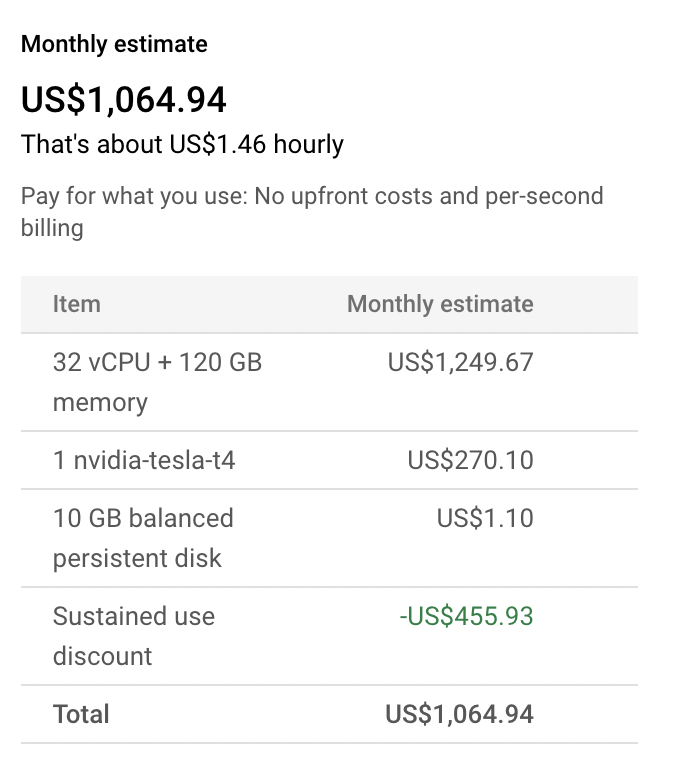 Monthly estimate
US$1,064.94
That's about US$1.46 hourly
Pay for what you use: No upfront costs and per-second
billing
Item Monthly estimate
32 vCPU + 120 GB US$1,249.67
memory
1 nvidia-tesla-t4 US$270.10
10 GB balanced US$1.10
persistent disk
Sustained use -US$455.93
discount
Total US$1,064.94